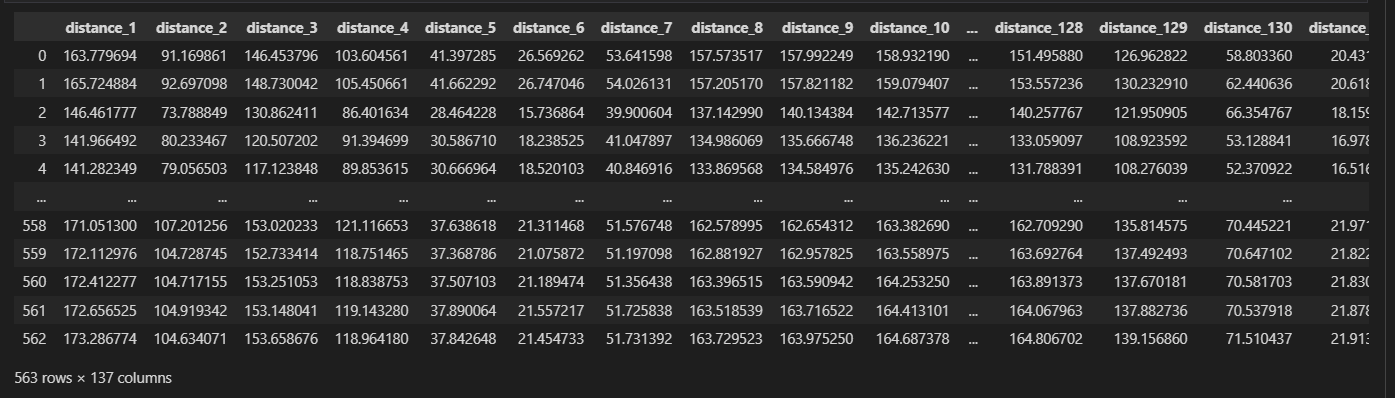 distance_1 distance_2 distance_3 distance_4 distance_5 distance_6 distance_7 distance_8 distance_9 distance_10 ... distance_128 distance_129 distance_130 distance_
0 163.779694 91.169861 146.453796 103.604561 41.397285 26.569262 53.641598 157.573517 157.992249 158.932190 ... 151.495880 126.962822 58.803360 20.431
1 165.724884 92.697098 148.730042 105.450661 41.662292 26.747046 54.026131 157.205170 157.821182 159.079407 ... 153.557236 130.232910 62.440636 20.618
2 146.461777 73.788849 130.862411 86.401634 28.464228 15.736864 39.900604 137.142990 140.134384 142.713577 ... 140.257767 121.950905 66.354767 18.159
3 141.966492 80.233467 120.507202 91.394699 30.586710 18.238525 41.047897 134.986069 135.666748 136.236221 ... 133.059097 108.923592 53.128841 16.978
4 141.282349 79.056503 117.123848 89.853615 30.666964 18.520103 40.846916 133.869568 134.584976 135.242630 ... 131.788391 108.276039 52.370922 16.516
... ... ... ... ... ... ... ... ... ... ... ... ... ... ...
558 171.051300 107.201256 153.020233 121.116653 37.638618 21.311468 51.576748 162.578995 162.654312 163.382690 ... 162.709290 135.814575 70.445221 21.971
559 172.112976 104.728745 152.733414 118.751465 37.368786 21.075872 51.197098 162.881927 162.957825 163.558975 ... 163.692764 137.492493 70.647102 21.822
560 172.412277 104.717155 153.251053 118.838753 37.507103 21.189474 51.356438 163.396515 163.590942 164.253250 ... 163.891373 137.670181 70.581703 21.830
561 172.656525 104.919342 153.148041 119.143280 37.890064 21.557217 51.725838 163.518539 163.716522 164.413101 ... 164.067963 137.882736 70.537918 21.878
562 173.286774 104.634071 153.658676 118.964180 37.842648 21.454733 51.731392 163.729523 163.975250 164.687378 ... 164.806702 139.156860 71.510437 21.913
563 rows × 137 columns